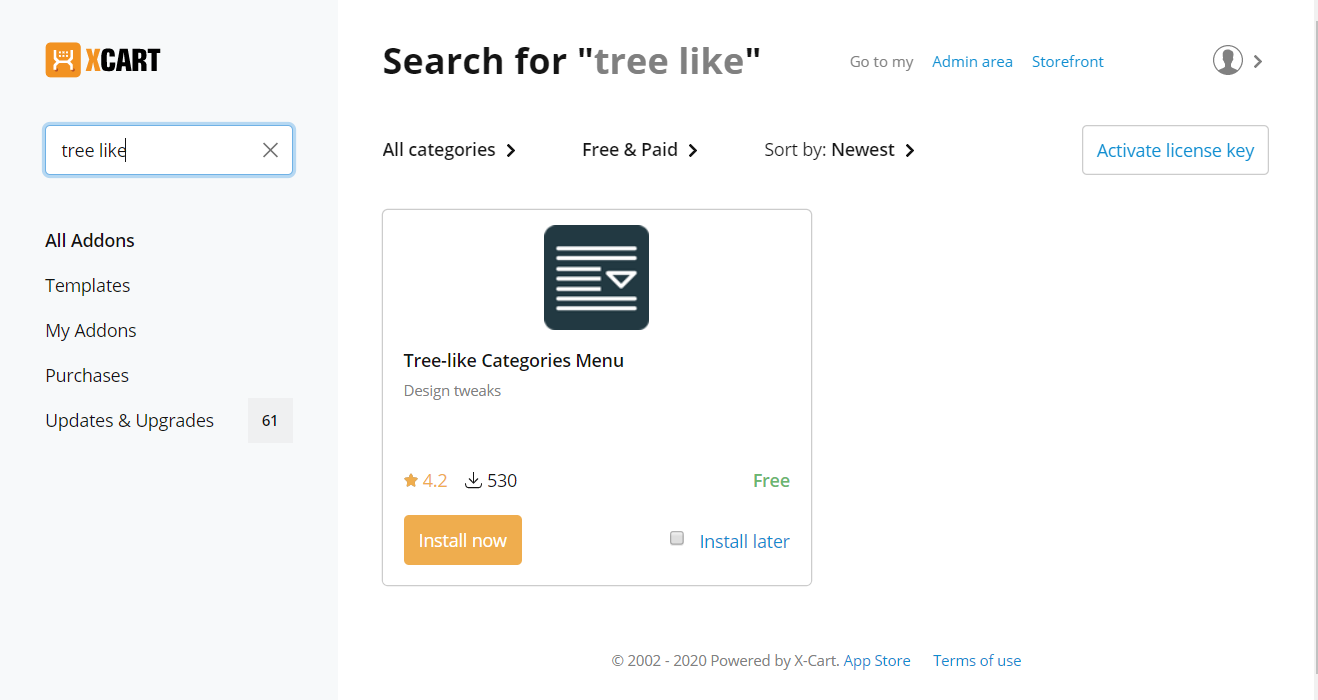 XCART
Search for "tree like"
Go to my Admin area Storefront
tree like
All categories Free & Paid Sort by: Newest Activate license key
All Addons
Templates
My Addons
Purchases
Updates & Upgrades 61
Tree-like Categories Menu
Design tweaks
4.2 530 Free
Install now Install later
© 2002 - 2020 Powered by X-Cart. App Store Terms of use